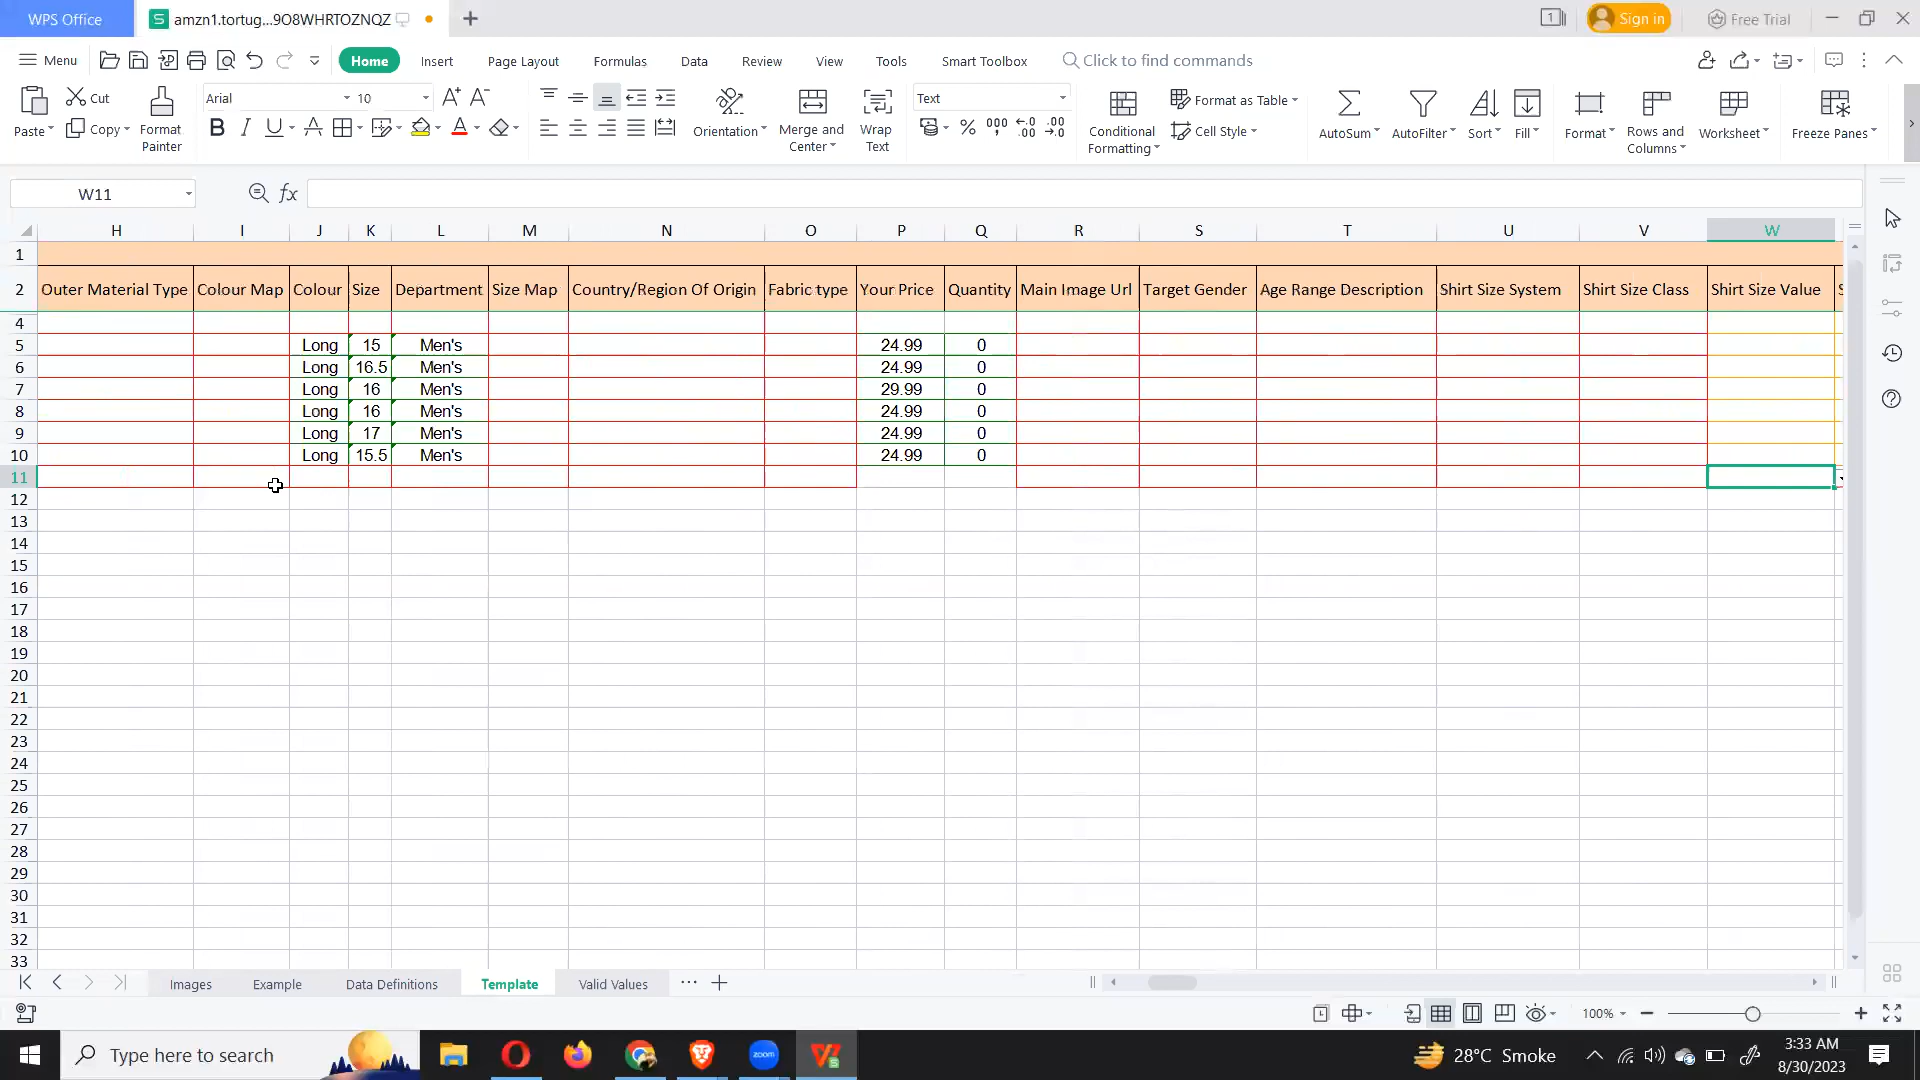 WPS Office amzn1.tortug...9O8WHRTOZNQZ 1 Sign in Free Trial
Menu Home Insert Page Layout Formulas Data Review View Tools Smart Toolbox Click to find commands
Paste Cut Copy Format Painter Arial 10 Orientation Merge and Center Wrap Text Text Conditional Formatting Format as Table Cell Style AutoSum AutoFilter Sort Fill Format Rows and Columns Worksheet Freeze Panes
W11 fx
H I J K L M N O P Q R S T U V W
1
2 Outer Material Type Colour Map Colour Size Department Size Map Country/Region Of Origin Fabric type Your Price Quantity Main Image Url Target Gender Age Range Description Shirt Size System Shirt Size Class Shirt Size Value S
4
5 Long 15 Men's 24.99 0
6 Long 16.5 Men's 24.99 0
7 Long 16 Men's 29.99 0
8 Long 16 Men's 24.99 0
9 Long 17 Men's 24.99 0
10 Long 15.5 Men's 24.99 0
11
12
13
14
15
16
17
18
19
20
21
22
23
24
25
26
27
28
29
30
31
32
33
Images Example Data Definitions Template Valid Values ...
100%
Type here to search zoom 28°C Smoke 3:33 AM
8/30/2023